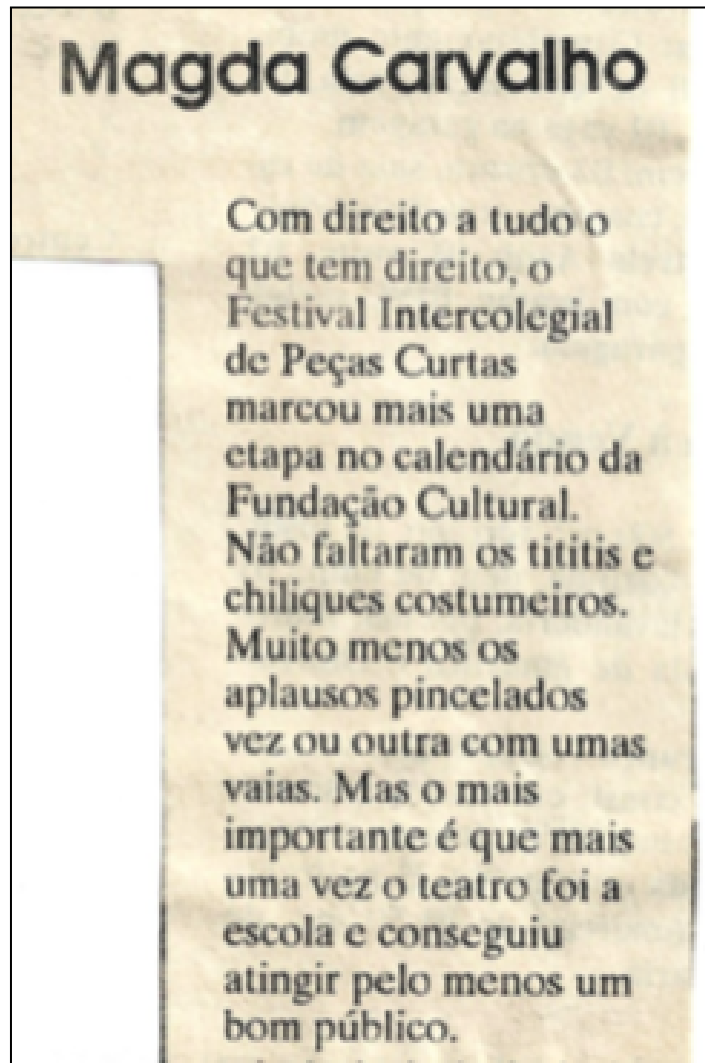 Magda Carvalho
Com direito a tudo o
que tem direito, o
Festival Intercolegial
de Peças Curtas
marcou mais uma
etapa no calendário da
Fundação Cultural.
Não faltaram os tititis e
chiliques costumeiros.
Muito menos os
aplausos pincelados
vez ou outra com umas
vaias. Mas o mais
importante é que mais
uma vez o teatro foi a
escola e conseguiu
atingir pelo menos um
bom público.